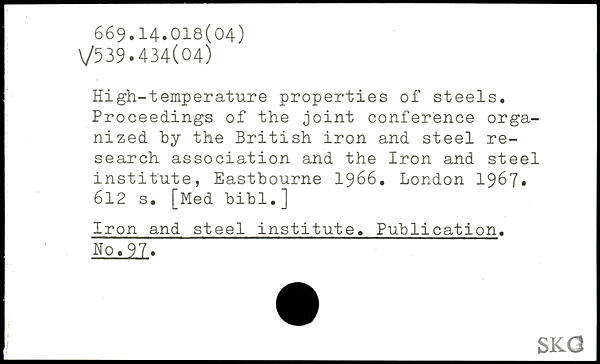 669.14.018(04)
√539.434(04)
High-temperature properties of steels.
Proceedings of the joint conference orga-
nized by the British iron and steel re-
search association and the Iron and steel
institute, Eastbourne 1966. London 1967.
612 s. [Med bibl.]
Iron and steel institute. Publication.
No.97.
SKC